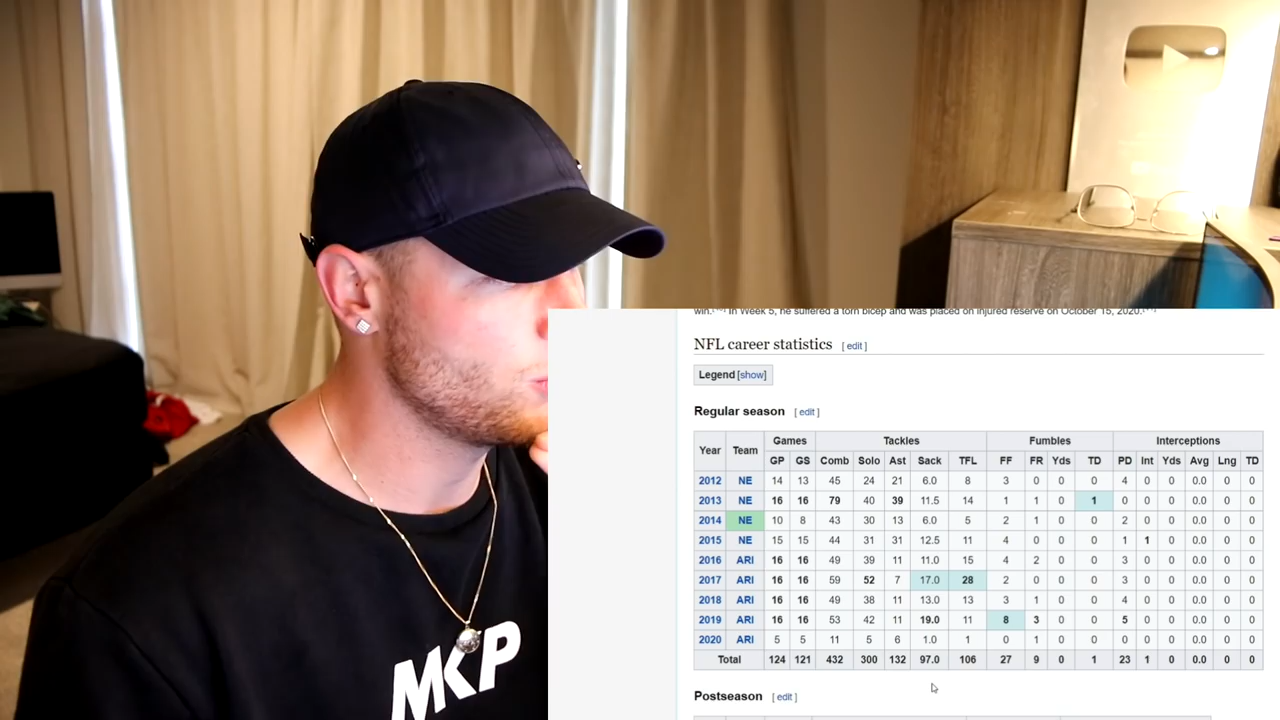 win. In Week 5, he suffered a torn bicep and was placed on injured reserve on October 15, 2020.
NFL career statistics [ edit ]
Legend [show]
Regular season [ edit ]
Year Team Games Tackles Fumbles Interceptions
GP GS Comb Solo Ast Sack TFL FF FR Yds TD PD Int Yds Avg Lng TD
2012 NE 14 13 45 24 21 6.0 8 3 0 0 0 4 0 0 0.0 0 0
2013 NE 16 16 79 40 39 11.5 14 1 1 0 1 0 0 0 0.0 0 0
2014 NE 10 8 43 30 13 6.0 5 2 1 0 0 2 0 0 0.0 0 0
2015 NE 15 15 44 31 31 12.5 11 4 0 0 0 1 1 0 0.0 0 0
2016 ARI 16 16 49 39 11 11.0 15 4 2 0 0 3 0 0 0.0 0 0
2017 ARI 16 16 59 52 7 17.0 28 2 0 0 0 3 0 0 0.0 0 0
2018 ARI 16 16 49 38 11 13.0 13 3 1 0 0 4 0 0 0.0 0 0
2019 ARI 16 16 53 42 11 19.0 11 8 3 0 0 5 0 0 0.0 0 0
2020 ARI 5 5 11 5 6 1.0 1 0 1 0 0 0 0 0 0.0 0 0
Total 124 121 432 300 132 97.0 106 27 9 0 1 23 1 0 0.0 0 0
Postseason [ edit ]
MKP